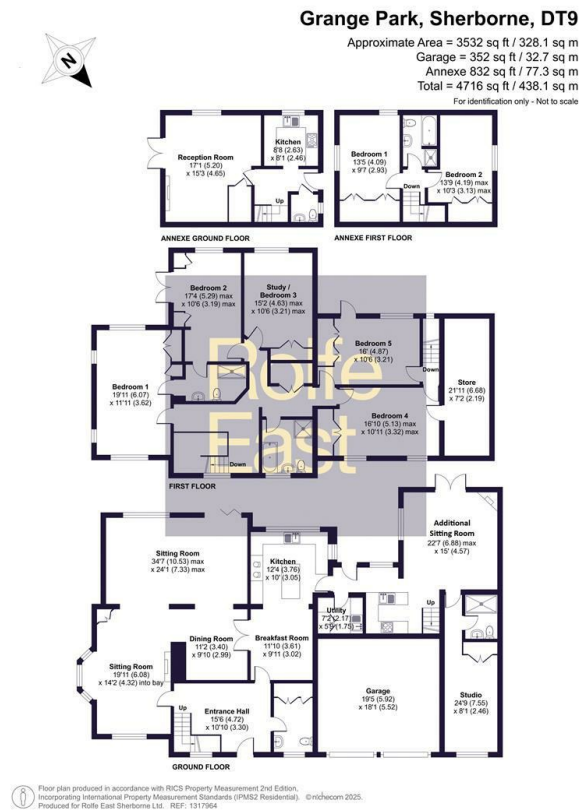 Grange Park, Sherborne, DT9
Approximate Area = 3532 sq ft / 328.1 sq m
Garage = 352 sq ft / 32.7 sq m
Annexe 832 sq ft / 77.3 sq m
Total = 4716 sq ft / 438.1 sq m
For identification only - Not to scale
N
Reception Room
17'1 (5.20)
x 15'3 (4.65)
Kitchen
8'8 (2.63)
x 8'1 (2.46)
Up
ANNEXE GROUND FLOOR
Bedroom 1
13'5 (4.09)
x 9'7 (2.93)
Down
Bedroom 2
13'9 (4.19) max
x 10'3 (3.13) max
ANNEXE FIRST FLOOR
Bedroom 2
17'4 (5.29) max
x 10'6 (3.19) max
Study /
Bedroom 3
15'2 (4.63) max
x 10'6 (3.21) max
Bedroom 5
16' (4.87)
x 10'6 (3.21)
Down
Store
21'11 (6.68)
x 7'2 (2.19)
Bedroom 1
19'11 (6.07)
x 11'11 (3.62)
Bedroom 4
16'10 (5.13) max
x 10'11 (3.32) max
Down
Rolfe
East
FIRST FLOOR
Sitting Room
34'7 (10.53) max
x 24'1 (7.33) max
Kitchen
12'4 (3.76)
x 10' (3.05)
Additional
Sitting Room
22'7 (6.88) max
x 15' (4.57)
Utility
7'2 (2.17)
x 5'9 (1.75)
Up
Dining Room
11'2 (3.40)
x 9'10 (2.99)
Breakfast Room
11'10 (3.61)
x 9'11 (3.02)
Sitting Room
19'10 (6.08)
x 14'2 (4.32) into bay
Entrance Hall
15'6 (4.72)
x 10'10 (3.30)
Up
Garage
19'5 (5.92)
x 18'1 (5.52)
Studio
24'9 (7.55)
x 8'1 (2.46)
GROUND FLOOR
Floor plan produced in accordance with RICS Property Measurement 2nd Edition,
Incorporating International Property Measurement Standards (IPMS2 Residential). ©nichecom 2025.
Produced for Rolfe East Sherborne Ltd. REF: 1317964